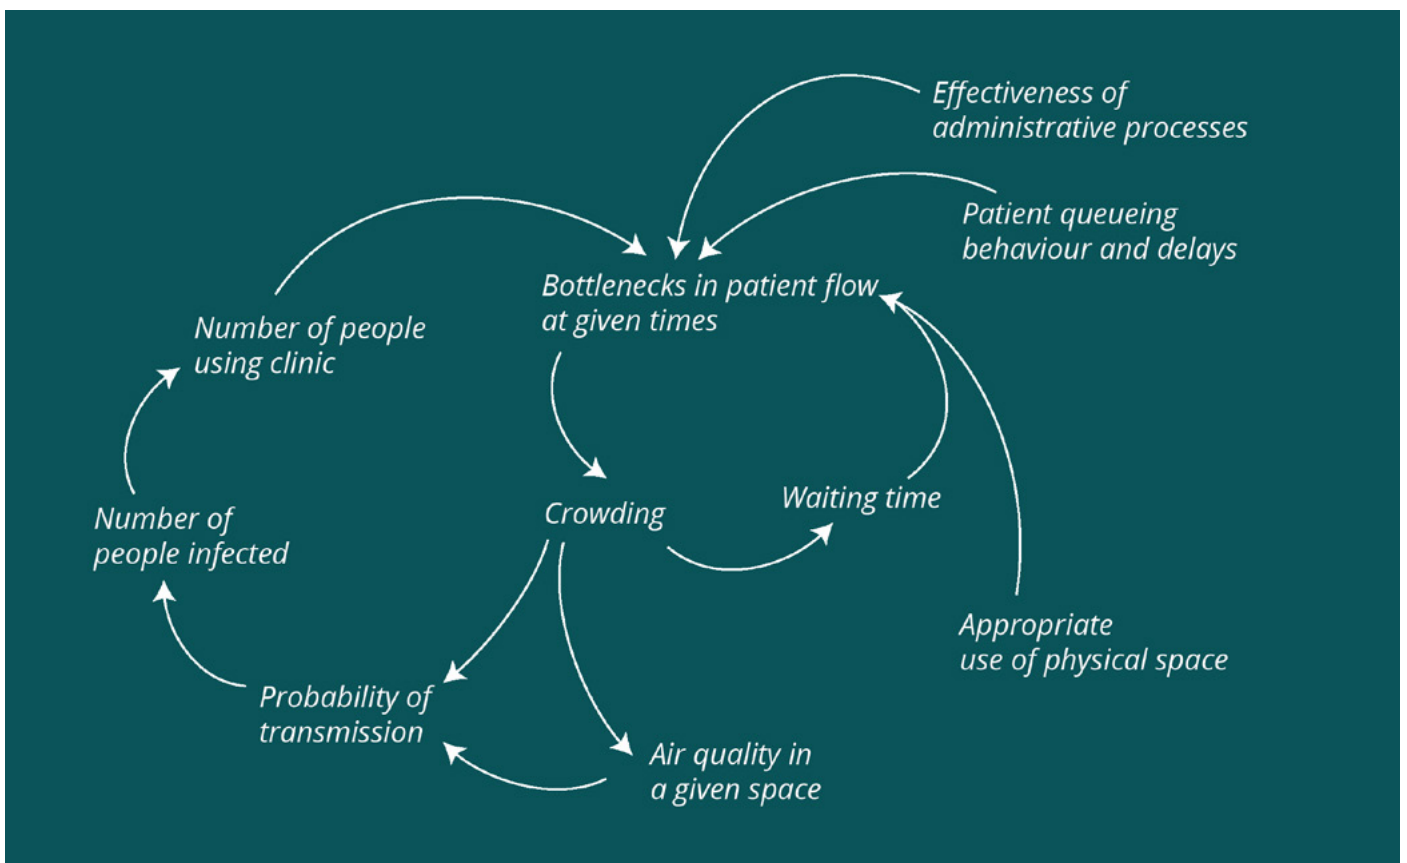 Effectiveness of
administrative processes
Patient queueing
behaviour and delays
Bottlenecks in patient flow
at given times
Number of people
using clinic
Waiting time
Crowding
Number of
people infected
Appropriate
use of physical space
Probability of
transmission
Air quality in
a given space